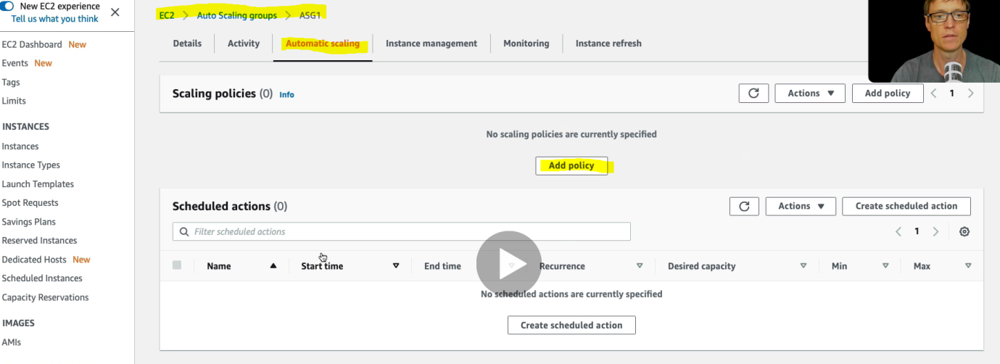 New EC2 experience
Tell us what you think
EC2 Dashboard New
Events New
Tags
Limits
INSTANCES
Instances
Instance Types
Launch Templates
Spot Requests
Savings Plans
Reserved Instances
Dedicated Hosts New
Scheduled Instances
Capacity Reservations
IMAGES
AMIs
EC2 > Auto Scaling groups > ASG1
Details Activity Automatic scaling Instance management Monitoring Instance refresh
Scaling policies (0) Info Actions Add policy 1
No scaling policies are currently specified
Add policy
Scheduled actions (0) Actions Create scheduled action
Filter scheduled actions 1
Name Start time End time Recurrence Desired capacity Min Max
No scheduled actions are currently specified
Create scheduled action